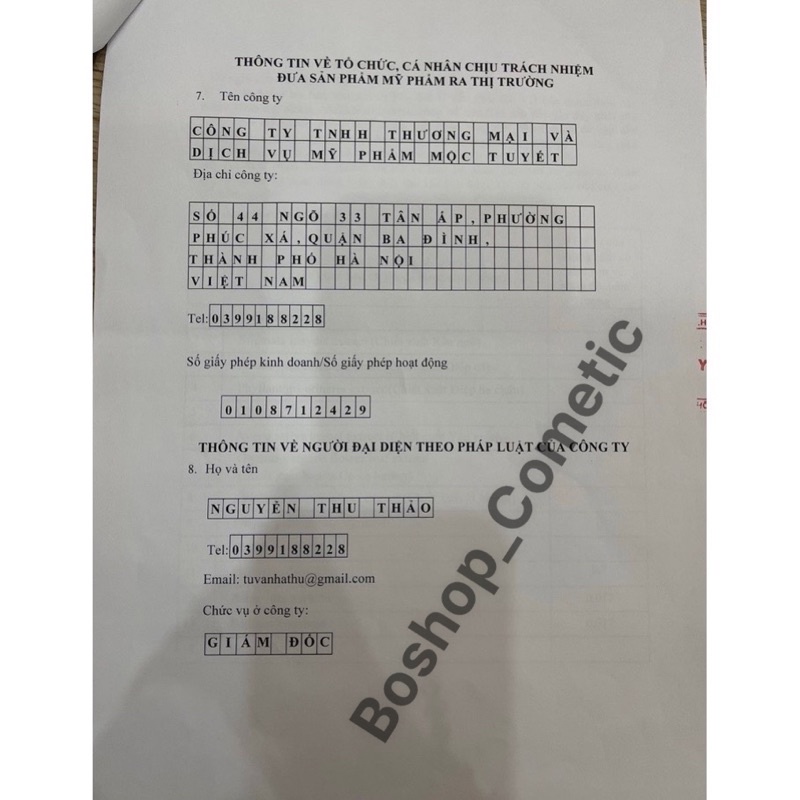 THÔNG TIN VỀ TỔ CHỨC, CÁ NHÂN CHỊU TRÁCH NHIỆM
ĐƯA SẢN PHẨM MỸ PHẨM RA THỊ TRƯỜNG
7. Tên công ty
CÔNG TY TNHH THƯƠNG MẠI VÀ
DỊCH VỤ MỸ PHẨM MỘC TUYẾT
Địa chỉ công ty:
SỐ 44 NGÕ 33 TÂN ẤP, PHƯỜNG
PHÚC XÁ, QUẬN BA ĐÌNH,
THÀNH PHỐ HÀ NỘI
VIỆT NAM
Tel: 0399188228
Số giấy phép kinh doanh/Số giấy phép hoạt động
0108712429
THÔNG TIN VỀ NGƯỜI ĐẠI DIỆN THEO PHÁP LUẬT CỦA CÔNG TY
8. Họ và tên
NGUYỄN THU THẢO
Tel: 0399188228
Email: tuvanhathu@gmail.com
Chức vụ ở công ty:
GIÁM ĐỐC
Boshop_Cometic